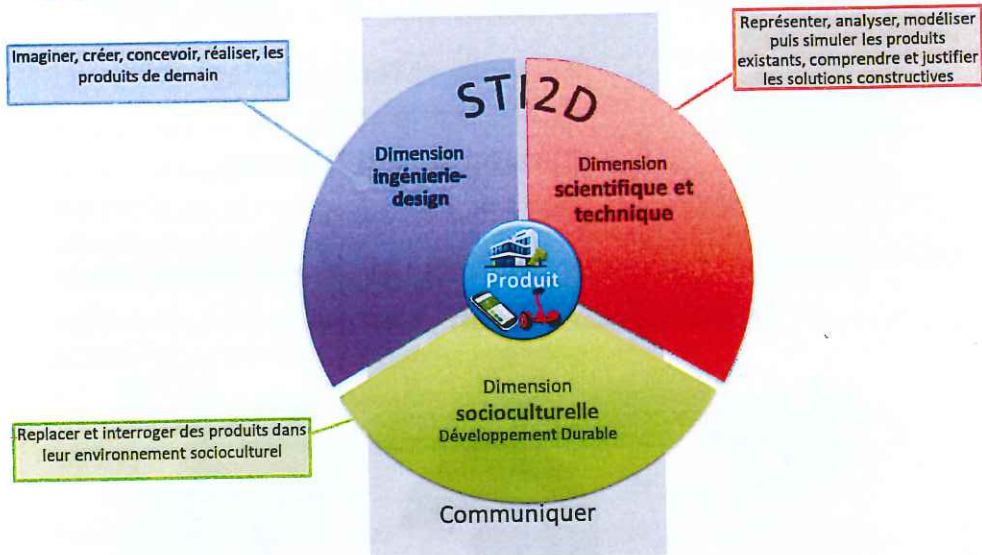 Représenter, analyser, modéliser
puis simuler les produits
existants, comprendre et justifier
les solutions constructives
Imaginer, créer, concevoir, réaliser, les
produits de demain
STI2D
Dimension
ingénierie-
design
Dimension
scientifique et
technique
Produit
Dimension
socioculturelle
Développement Durable
Replacer et interroger des produits dans
leur environnement socioculturel
Communiquer